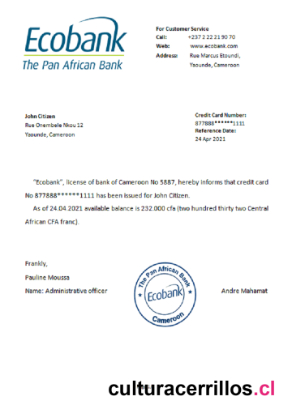 Ecobank
The Pan African Bank
For Customer Service
Call: +237 2 22 21 90 70
Web: www.ecobank.com
Address: Rue Marcus Etoundi,
Yaounde, Cameroon
John Citizen
Rue Onambele Nkou 12
Yaounde, Cameroon
Credit Card Number:
877888******1111
Reference Date:
24 Apr 2021
"Ecobank", license of bank of Cameroon No 5887, hereby informs that credit card
No 877888******1111 has been issued for John Citizen.
As of 24.04.2021 available balance is 232.000 cfa (two hundred thirty two Central
African CFA franc).
Frankly,
Pauline Moussa
Name: Administrative officer
The Pan African Bank
Ecobank
Cameroon
Andre Mahamat
culturacerrillos.cl